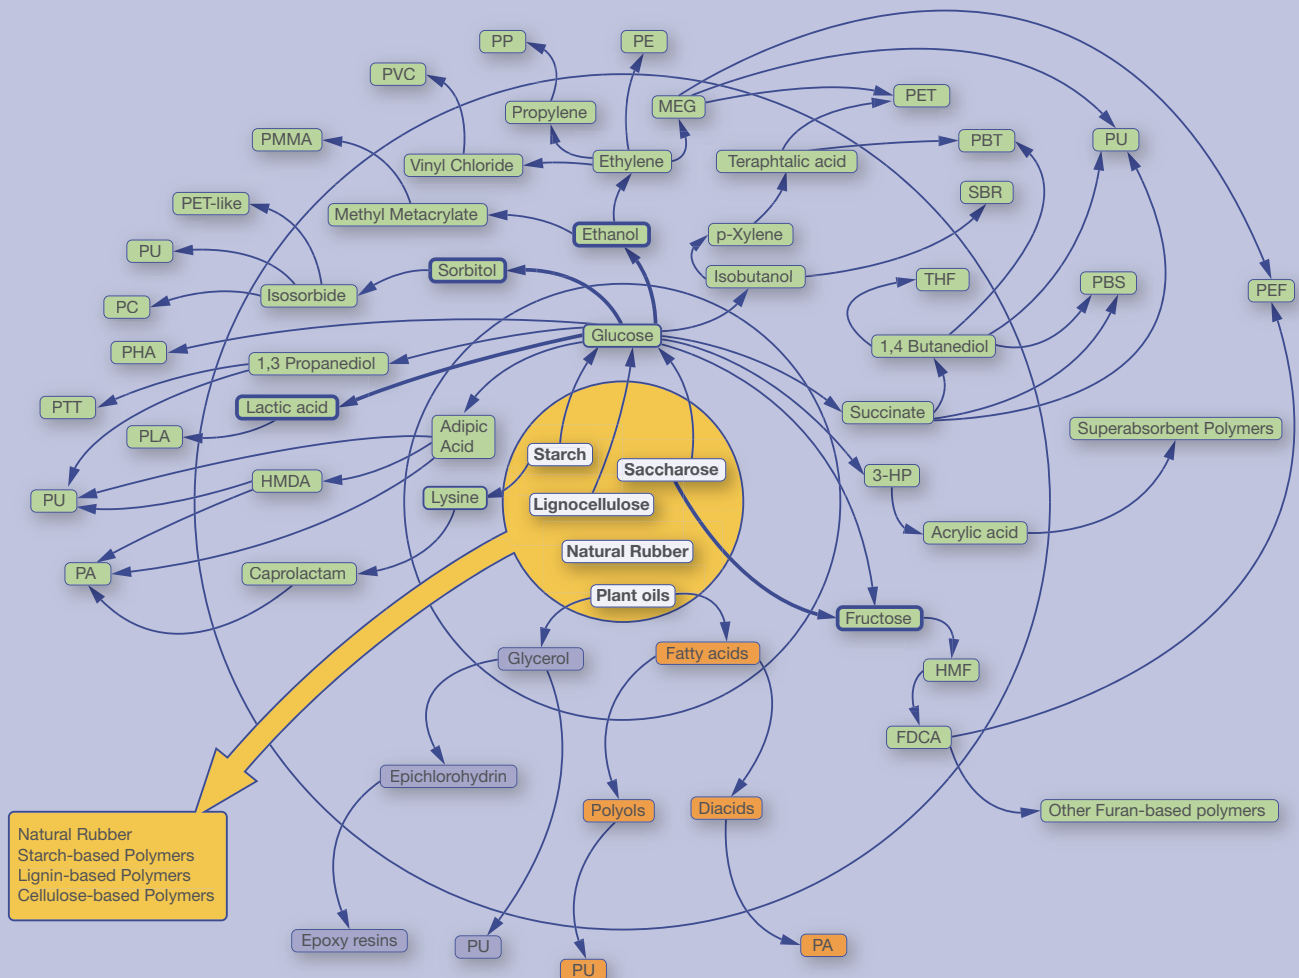 PP
PE
PVC
MEG
PET
Propylene
PMMA
PBT
PU
Vinyl Chloride
Ethylene
Teraphtalic acid
PET-like
Methyl Metacrylate
SBR
Ethanol
p-Xylene
PU
Sorbitol
Isobutanol
THF
PBS
PEF
PC
Isosorbide
Glucose
1,4 Butanediol
PHA
1,3 Propanediol
PTT
Lactic acid
Succinate
PLA
Adipic
Acid
Superabsorbent Polymers
Starch
Saccharose
3-HP
PU
HMDA
Lysine
Lignocellulose
Acrylic acid
Natural Rubber
PA
Caprolactam
Plant oils
Fructose
Glycerol
Fatty acids
HMF
FDCA
Epichlorohydrin
Polyols
Diacids
Other Furan-based polymers
Natural Rubber
Starch-based Polymers
Lignin-based Polymers
Cellulose-based Polymers
Epoxy resins
PU
PA
PU